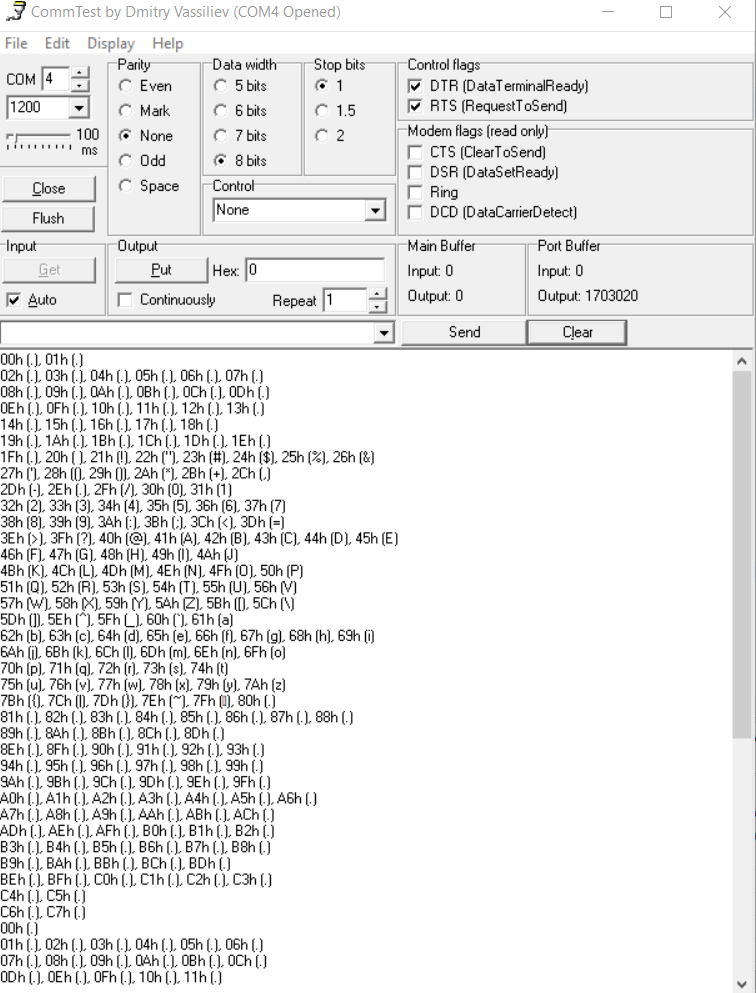 CommTest by Dmitry Vassiliev (COM4 Opened)
File Edit Display Help
COM 4
1200
100 ms
Close
Flush
Parity
Even
Mark
None
Odd
Space
Data width
5 bits
6 bits
7 bits
8 bits
Stop bits
1
1.5
2
Control
None
Control flags
DTR (DataTerminalReady)
RTS (RequestToSend)
Modem flags (read only)
CTS (ClearToSend)
DSR (DataSetReady)
Ring
DCD (DataCarrierDetect)
Input
Get
Auto
Output
Put Hex: 0
Continuously Repeat 1
Main Buffer
Input: 0
Output: 0
Port Buffer
Input: 0
Output: 1703020
Send Clear
00h (.), 01h (.)
02h (.), 03h (.), 04h (.), 05h (.), 06h (.), 07h (.)
08h (.), 09h (.), 0Ah (.), 0Bh (.), 0Ch (.), 0Dh (.)
0Eh (.), 0Fh (.), 10h (.), 11h (.), 12h (.), 13h (.)
14h (.), 15h (.), 16h (.), 17h (.), 18h (.)
19h (.), 1Ah (.), 1Bh (.), 1Ch (.), 1Dh (.), 1Eh (.)
1Fh (.), 20h ( ), 21h (!), 22h ("), 23h (#), 24h ($), 25h (%), 26h (&)
27h ('), 28h ((), 29h ()), 2Ah (*), 2Bh (+), 2Ch (,)
2Dh (-), 2Eh (.), 2Fh (/), 30h (0), 31h (1)
32h (2), 33h (3), 34h (4), 35h (5), 36h (6), 37h (7)
38h (8), 39h (9), 3Ah (:), 3Bh (;), 3Ch (<), 3Dh (=)
3Eh (>), 3Fh (?), 40h (@), 41h (A), 42h (B), 43h (C), 44h (D), 45h (E)
46h (F), 47h (G), 48h (H), 49h (I), 4Ah (J)
4Bh (K), 4Ch (L), 4Dh (M), 4Eh (N), 4Fh (O), 50h (P)
51h (Q), 52h (R), 53h (S), 54h (T), 55h (U), 56h (V)
57h (W), 58h (X), 59h (Y), 5Ah (Z), 5Bh ([), 5Ch (\)
5Dh (]), 5Eh (^), 5Fh (_), 60h (`), 61h (a)
62h (b), 63h (c), 64h (d), 65h (e), 66h (f), 67h (g), 68h (h), 69h (i)
6Ah (j), 6Bh (k), 6Ch (l), 6Dh (m), 6Eh (n), 6Fh (o)
70h (p), 71h (q), 72h (r), 73h (s), 74h (t)
75h (u), 76h (v), 77h (w), 78h (x), 79h (y), 7Ah (z)
7Bh ({), 7Ch (|), 7Dh (}), 7Eh (~), 7Fh (▯), 80h (.)
81h (.), 82h (.), 83h (.), 84h (.), 85h (.), 86h (.), 87h (.), 88h (.)
89h (.), 8Ah (.), 8Bh (.), 8Ch (.), 8Dh (.)
8Eh (.), 8Fh (.), 90h (.), 91h (.), 92h (.), 93h (.)
94h (.), 95h (.), 96h (.), 97h (.), 98h (.), 99h (.)
9Ah (.), 9Bh (.), 9Ch (.), 9Dh (.), 9Eh (.), 9Fh (.)
A0h (.), A1h (.), A2h (.), A3h (.), A4h (.), A5h (.), A6h (.)
A7h (.), A8h (.), A9h (.), AAh (.), ABh (.), ACh (.)
ADh (.), AEh (.), AFh (.), B0h (.), B1h (.), B2h (.)
B3h (.), B4h (.), B5h (.), B6h (.), B7h (.), B8h (.)
B9h (.), BAh (.), BBh (.), BCh (.), BDh (.)
BEh (.), BFh (.), C0h (.), C1h (.), C2h (.), C3h (.)
C4h (.), C5h (.)
C6h (.), C7h (.)
00h (.)
01h (.), 02h (.), 03h (.), 04h (.), 05h (.), 06h (.)
07h (.), 08h (.), 09h (.), 0Ah (.), 0Bh (.), 0Ch (.)
0Dh (.), 0Eh (.), 0Fh (.), 10h (.), 11h (.)